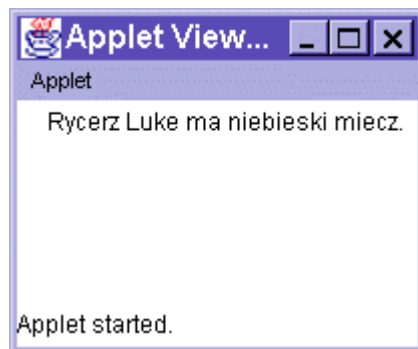 Applet View...
Applet
Rycerz Luke ma niebieski miecz.
Applet started.